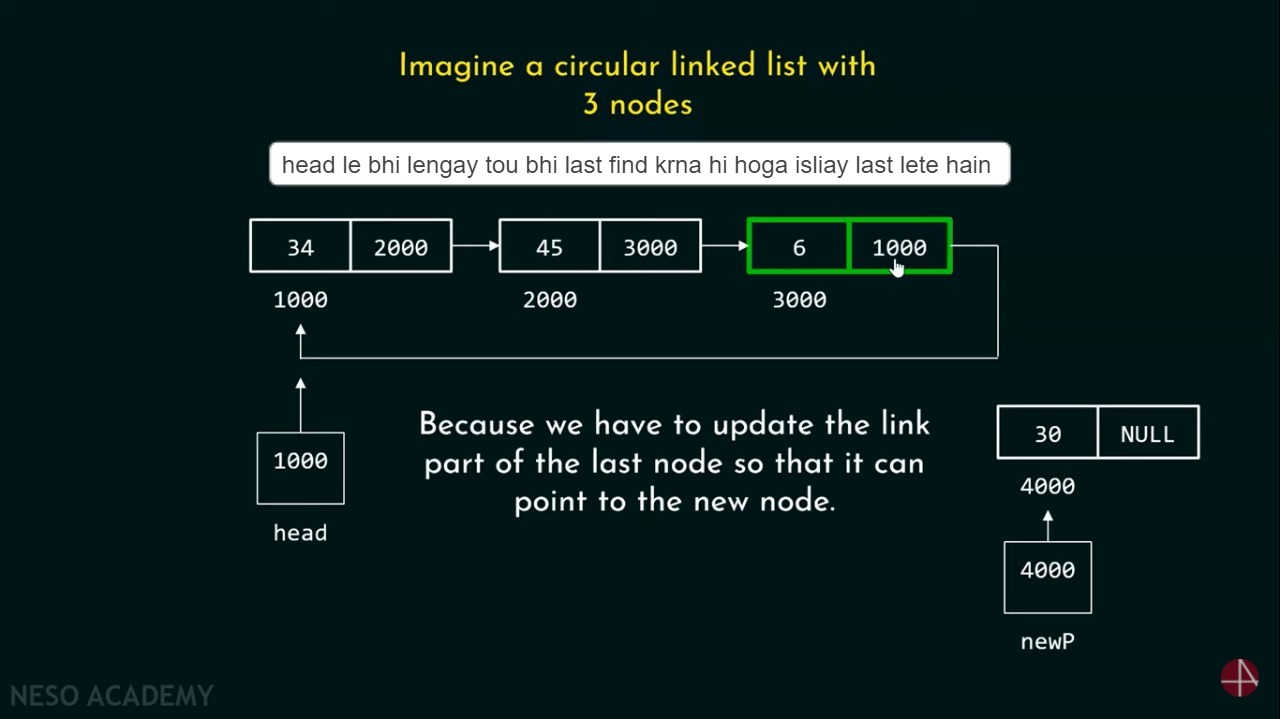 Imagine a circular linked list with
3 nodes
head le bhi lengay tou bhi last find krna hi hoga isliay last lete hain
34 2000 45 3000 6 1000
1000 2000 3000
Because we have to update the link
part of the last node so that it can
point to the new node.
1000
head
30 NULL
4000
4000
newP
NESO ACADEMY